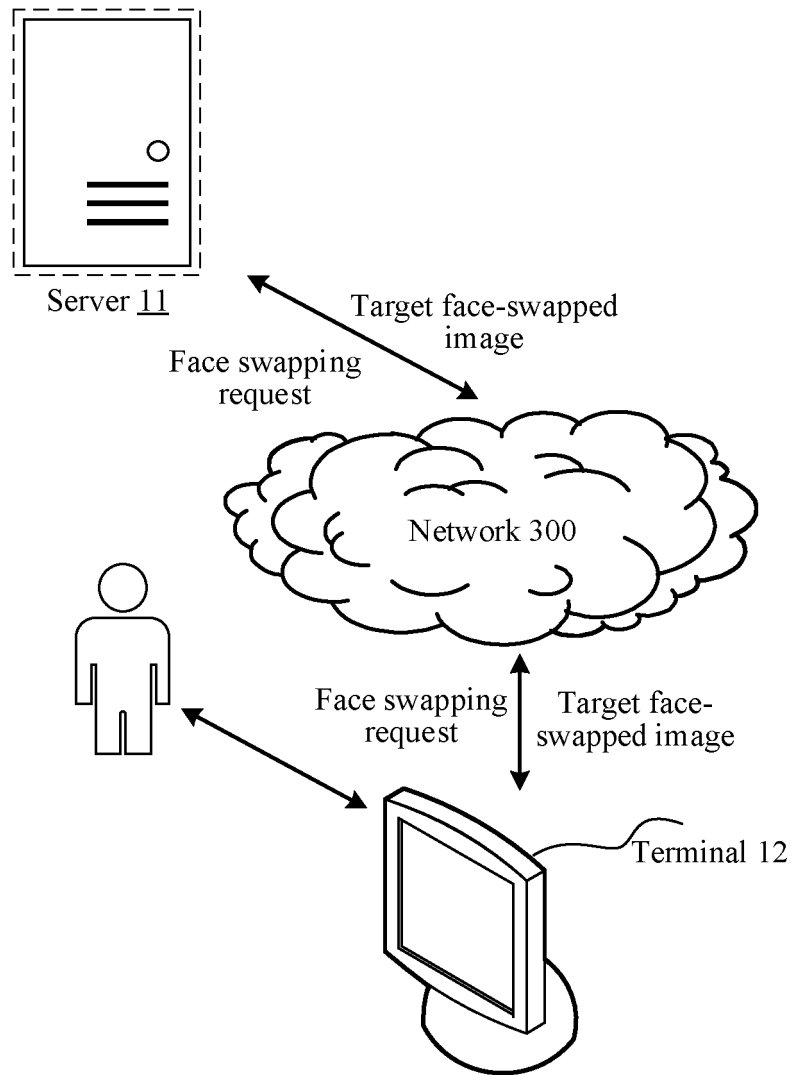 Server 11
Target face-swapped
image
Face swapping
request
Network 300
Face swapping
request
Target face-
swapped image
Terminal 12